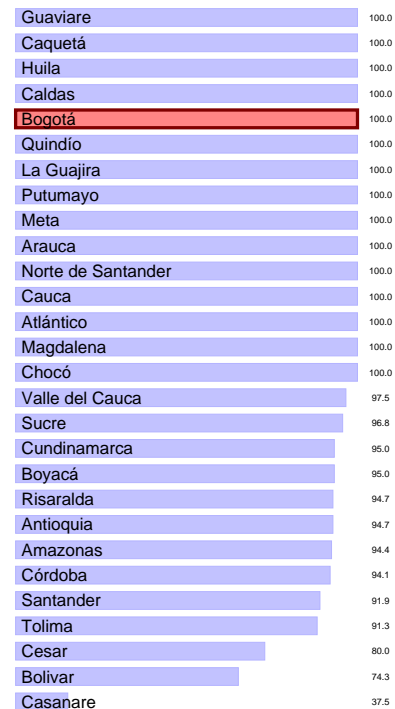 Guaviare 100.0
Caquetá 100.0
Huila 100.0
Caldas 100.0
Bogotá 100.0
Quindío 100.0
La Guajira 100.0
Putumayo 100.0
Meta 100.0
Arauca 100.0
Norte de Santander 100.0
Cauca 100.0
Atlántico 100.0
Magdalena 100.0
Chocó 100.0
Valle del Cauca 97.5
Sucre 96.8
Cundinamarca 95.0
Boyacá 95.0
Risaralda 94.7
Antioquia 94.7
Amazonas 94.4
Córdoba 94.1
Santander 91.9
Tolima 91.3
Cesar 80.0
Bolivar 74.3
Casanare 37.5